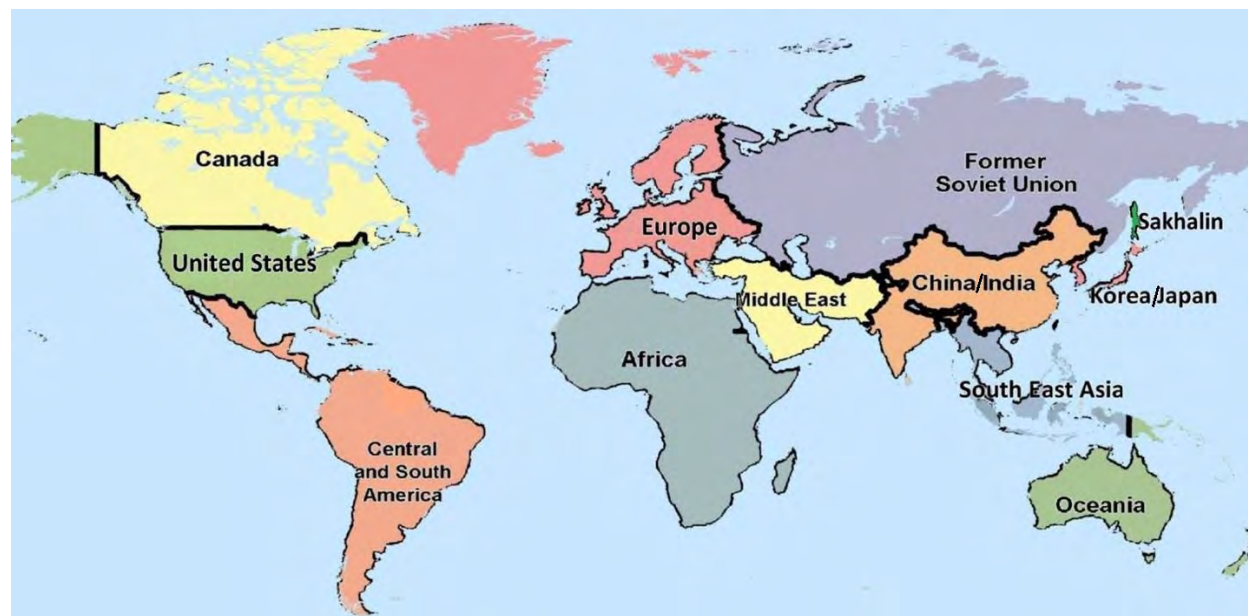 Canada
United States
Central
and South
America
Europe
Africa
Middle East
Former
Soviet Union
China/India
Sakhalin
Korea/Japan
South East Asia
Oceania